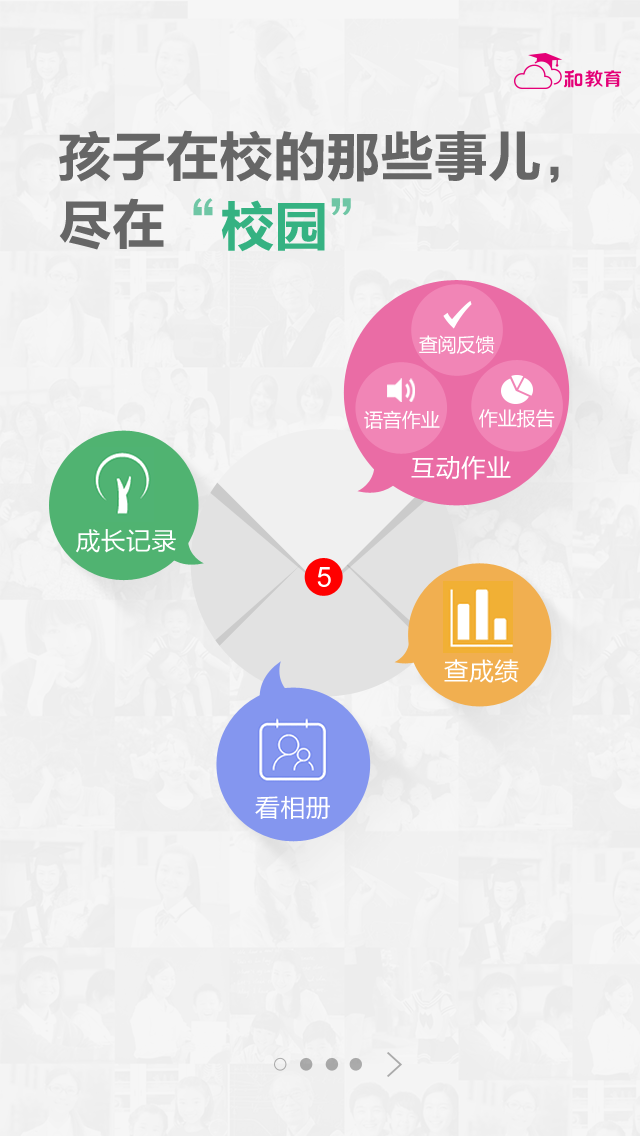 和教育
孩子在校的那些事儿，
尽在“校园”
查阅反馈
语音作业
作业报告
互动作业
成长记录
5
查成绩
看相册